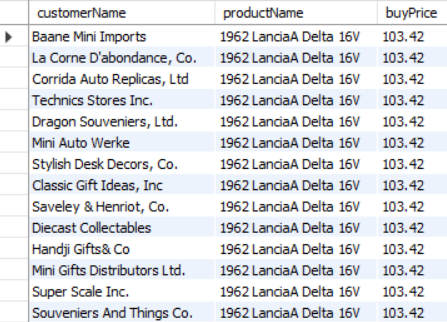 customerName productName buyPrice
Baane Mini Imports 1962 LanciaA Delta 16V 103.42
La Corne D'abondance, Co. 1962 LanciaA Delta 16V 103.42
Corrida Auto Replicas, Ltd 1962 LanciaA Delta 16V 103.42
Technics Stores Inc. 1962 LanciaA Delta 16V 103.42
Dragon Souveniers, Ltd. 1962 LanciaA Delta 16V 103.42
Mini Auto Werke 1962 LanciaA Delta 16V 103.42
Stylish Desk Decors, Co. 1962 LanciaA Delta 16V 103.42
Classic Gift Ideas, Inc 1962 LanciaA Delta 16V 103.42
Saveley & Henriot, Co. 1962 LanciaA Delta 16V 103.42
Diecast Collectables 1962 LanciaA Delta 16V 103.42
Handji Gifts& Co 1962 LanciaA Delta 16V 103.42
Mini Gifts Distributors Ltd. 1962 LanciaA Delta 16V 103.42
Super Scale Inc. 1962 LanciaA Delta 16V 103.42
Souveniers And Things Co. 1962 LanciaA Delta 16V 103.42